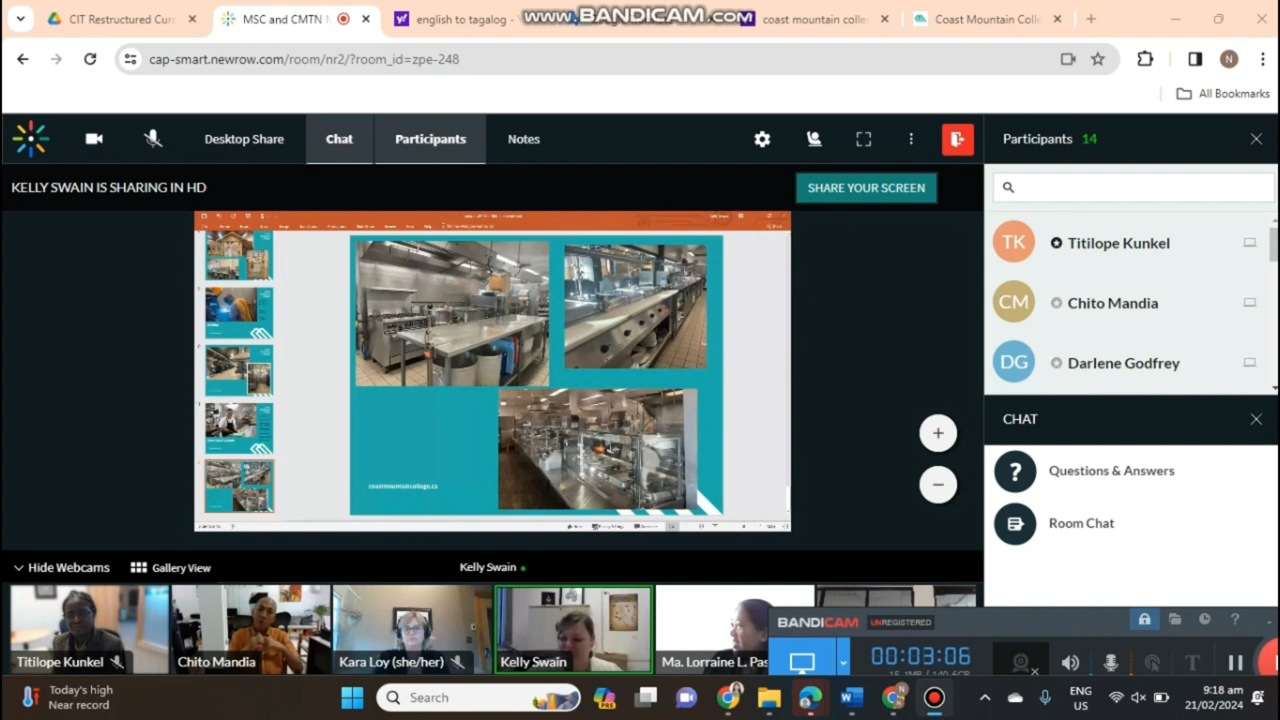 CIT Restructured Curr
MSC and CMTN
english to tagalog -
coast mountain colle
Coast Mountain Coll
WWW.BANDICAM.COM
cap-smart.newrow.com/room/nr2/?room_id=zpe-248
N
All Bookmarks
Desktop Share
Chat
Participants
Notes
Participants 14
KELLY SWAIN IS SHARING IN HD
SHARE YOUR SCREEN
TK
Titilope Kunkel
CM
Chito Mandia
DG
Darlene Godfrey
coastmountaincollege.ca
CHAT
? Questions & Answers
Room Chat
Hide Webcams
Gallery View
Kelly Swain
Titilope Kunkel
Chito Mandia
Kara Loy (she/her)
Kelly Swain
Ma. Lorraine L. Pas
BANDICAM UNREGISTERED
00:03:06
Today's high
Near record
Search
PRE
ENG
US
9:18 am
21/02/2024